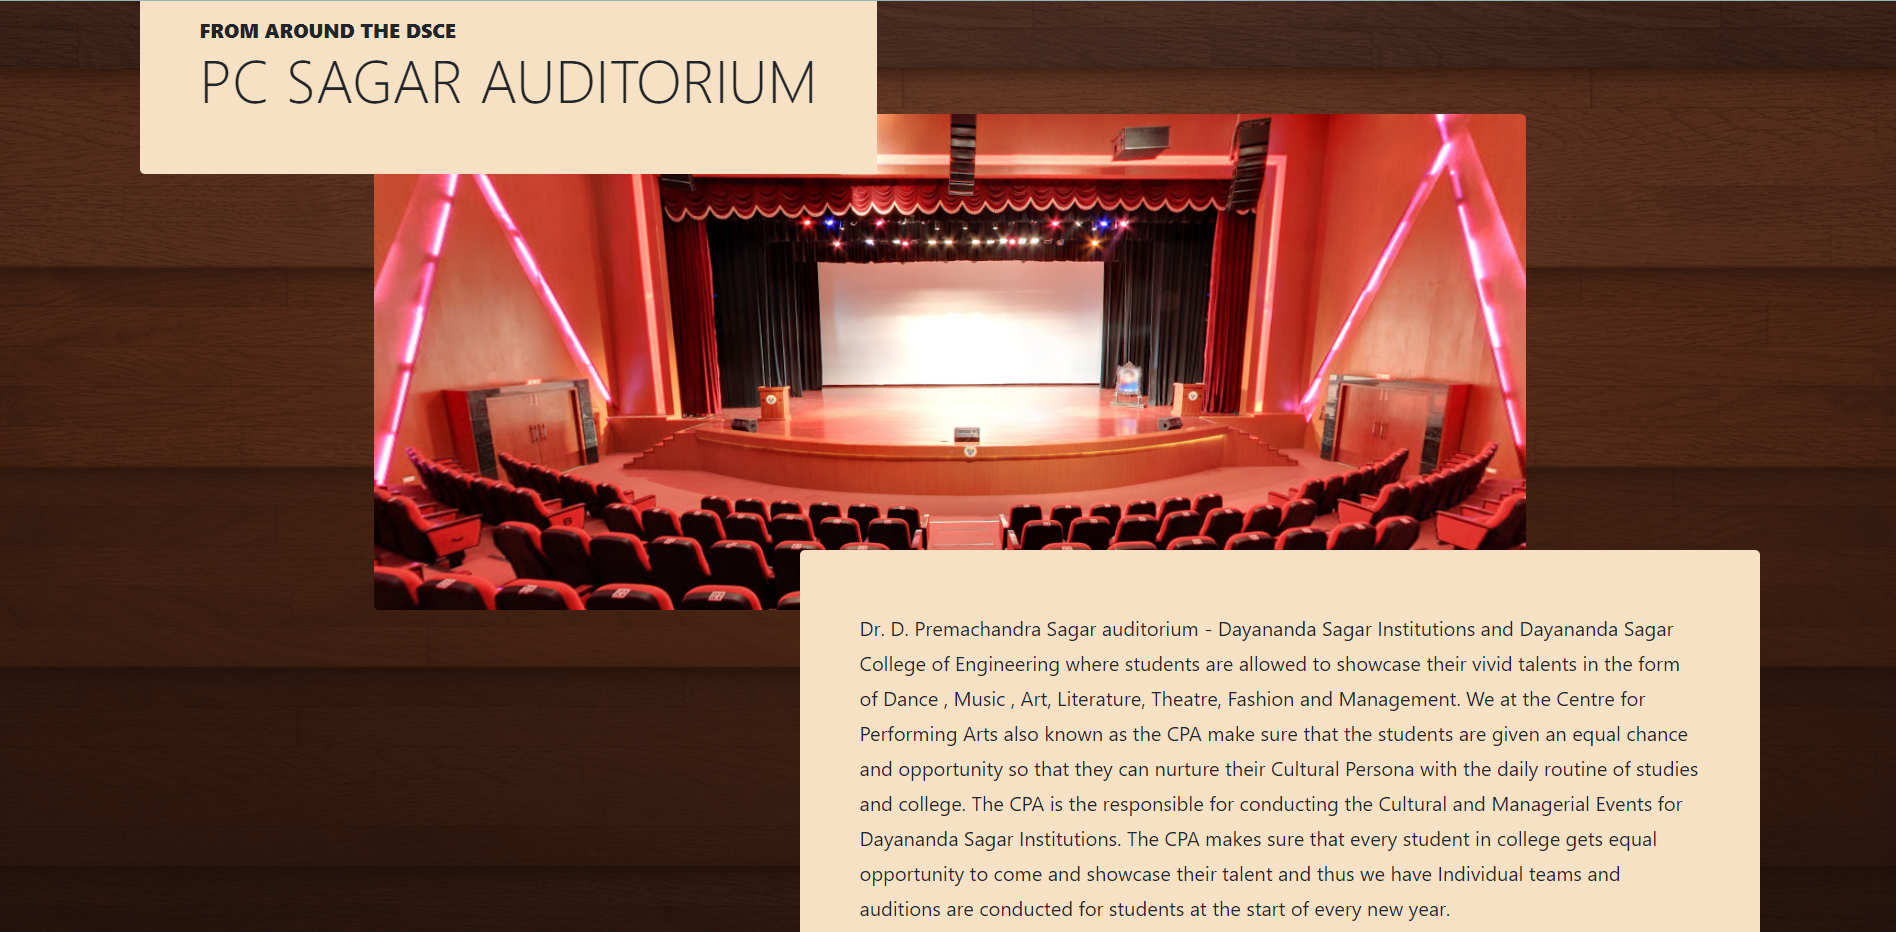 FROM AROUND THE DSCE
PC SAGAR AUDITORIUM
Dr. D. Premachandra Sagar auditorium - Dayananda Sagar Institutions and Dayananda Sagar
College of Engineering where students are allowed to showcase their vivid talents in the form
of Dance , Music , Art, Literature, Theatre, Fashion and Management. We at the Centre for
Performing Arts also known as the CPA make sure that the students are given an equal chance
and opportunity so that they can nurture their Cultural Persona with the daily routine of studies
and college. The CPA is the responsible for conducting the Cultural and Managerial Events for
Dayananda Sagar Institutions. The CPA makes sure that every student in college gets equal
opportunity to come and showcase their talent and thus we have Individual teams and
auditions are conducted for students at the start of every new year.